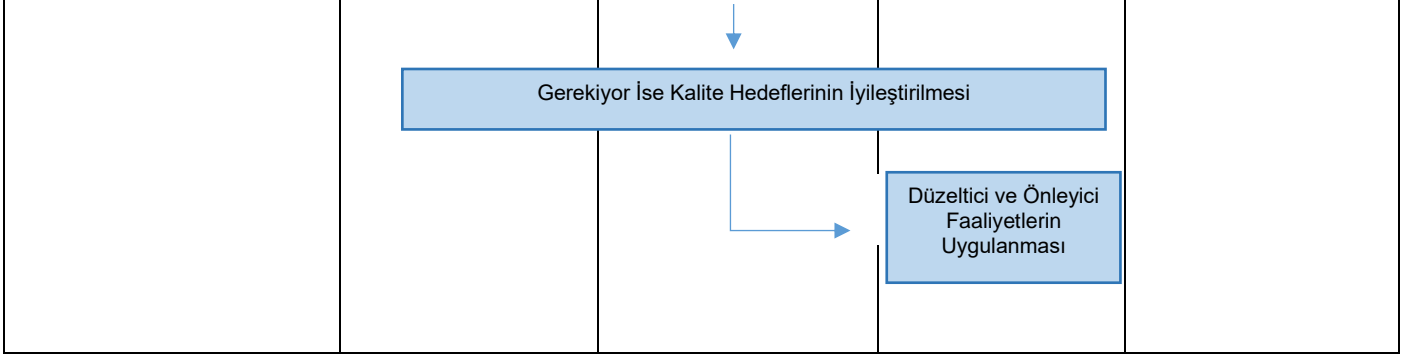 Gerekiyor İse Kalite Hedeflerinin İyileştirilmesi
Düzeltici ve Önleyici
Faaliyetlerin
Uygulanması